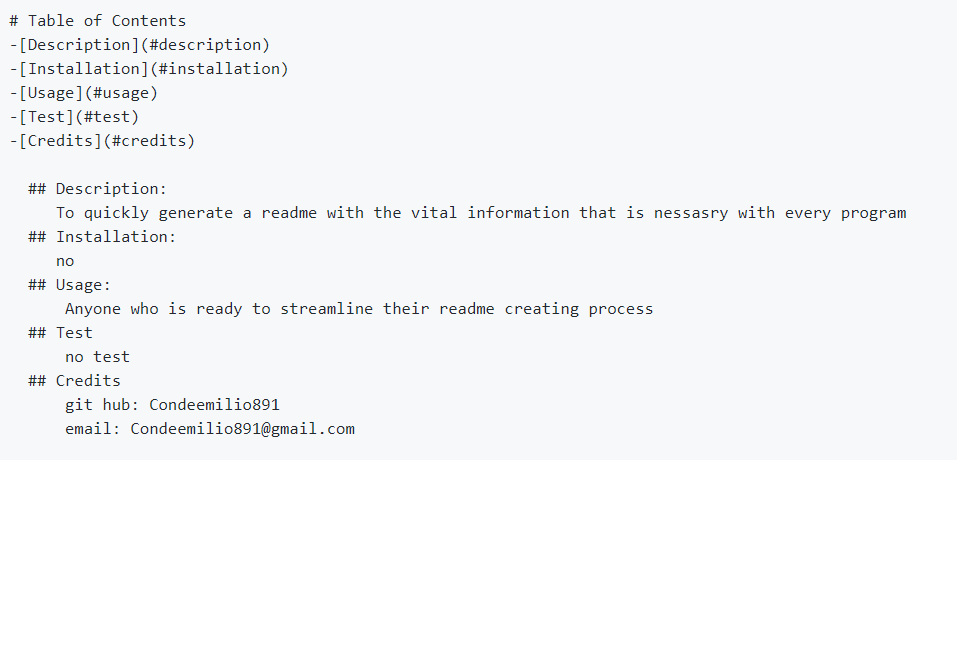 # Table of Contents
-[Description](#description)
-[Installation](#installation)
-[Usage](#usage)
-[Test](#test)
-[Credits](#credits)
## Description:
To quickly generate a readme with the vital information that is nessasry with every program
## Installation:
no
## Usage:
Anyone who is ready to streamline their readme creating process
## Test
no test
## Credits
git hub: Condeemilio891
email: Condeemilio891@gmail.com